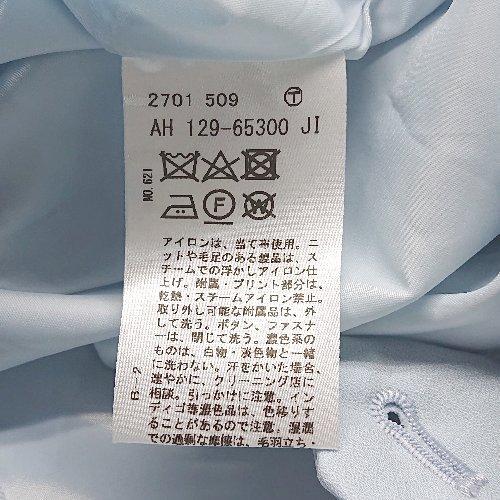 2701 509 Ⓣ
AH 129-65300 JI
NO.621
F W
アイロンは、当て布使用。ニ
ットや毛足のある製品は、ス
チームでの浮かしアイロン仕
上げ。附属・プリント部分は、
乾熱・スチームアイロン禁止。
取り外し可能な附属品は、外
して洗う。ボタン、ファスナ
ーは、閉じて洗う。濃色系の
ものは、白物・淡色物と一緒
に洗わない。汗をかいた場合、
速やかに、クリーニング店に
相談。引っかけに注意。イン
ディゴ等濃色品は、色移りす
ることがあるので注意。湿潤
での過剰な摩擦は、毛羽立ち・
B-2